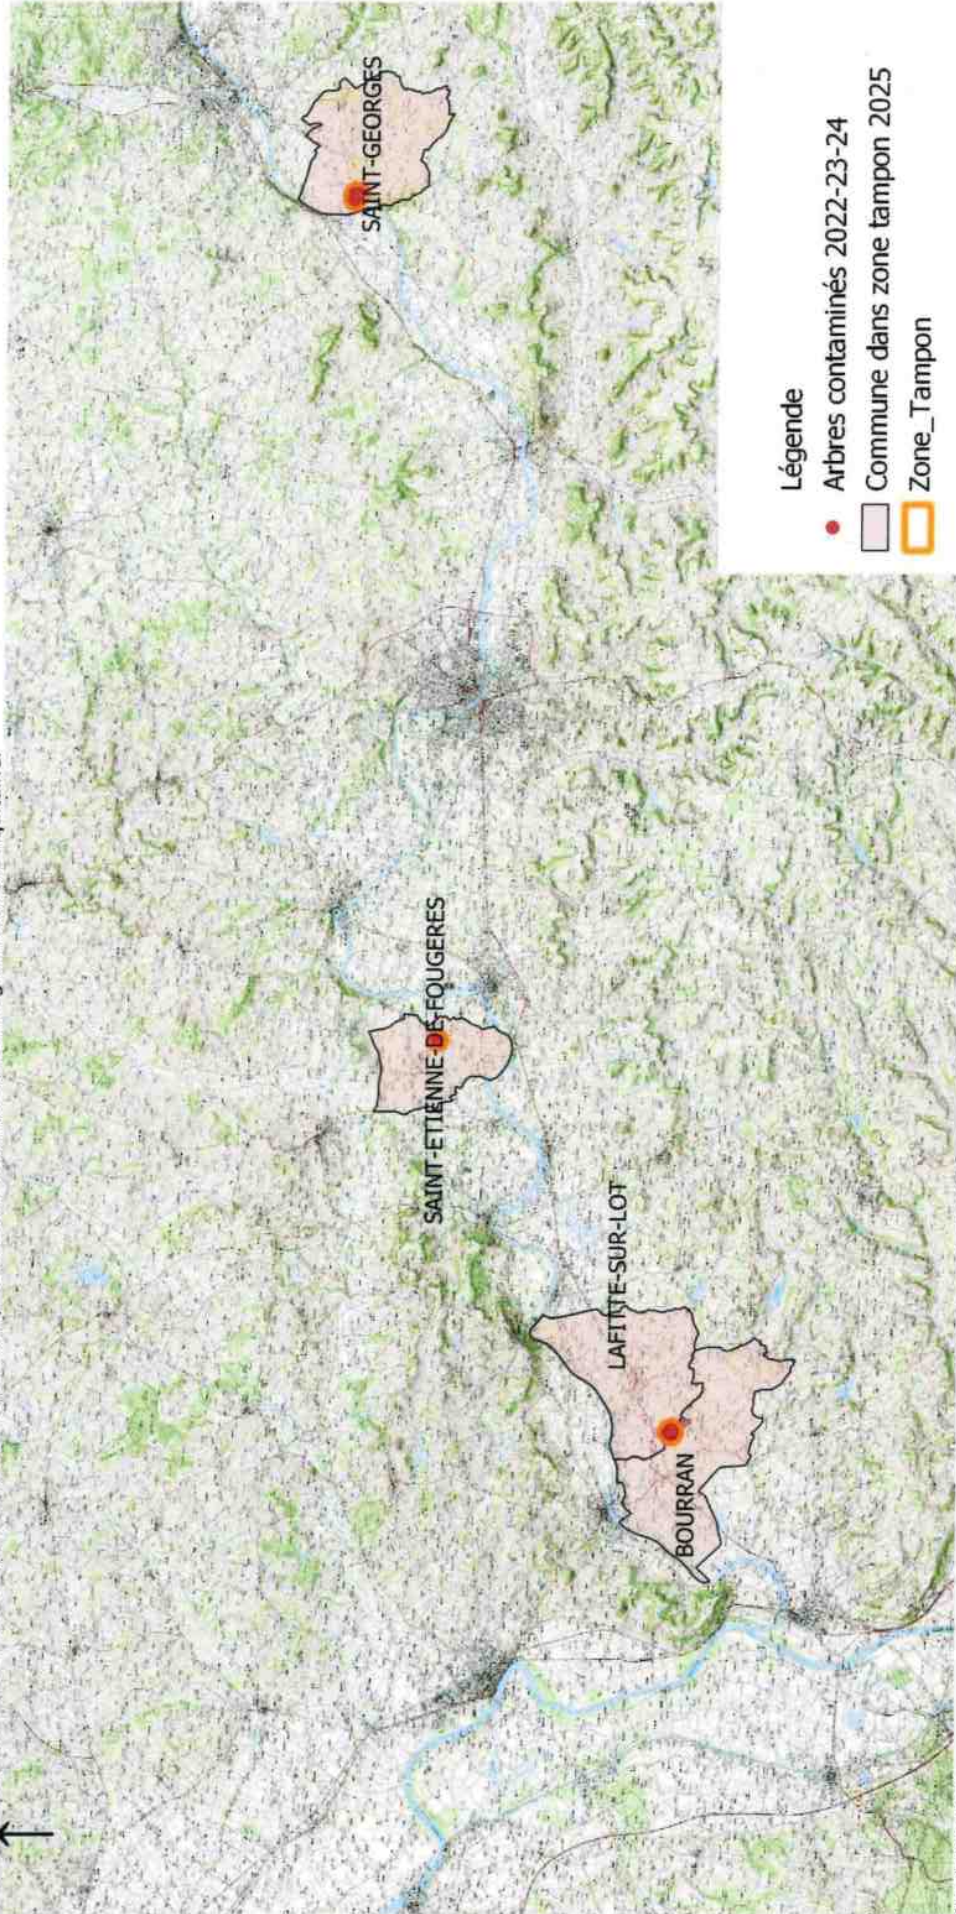 SAINT-GEORGES
SAINT-ETIENNE-DE-FOUGERES
LAFITTE-SUR-LOT
BOURRAN
Légende
Arbres contaminés 2022-23-24
Commune dans zone tampon 2025
Zone_Tampon